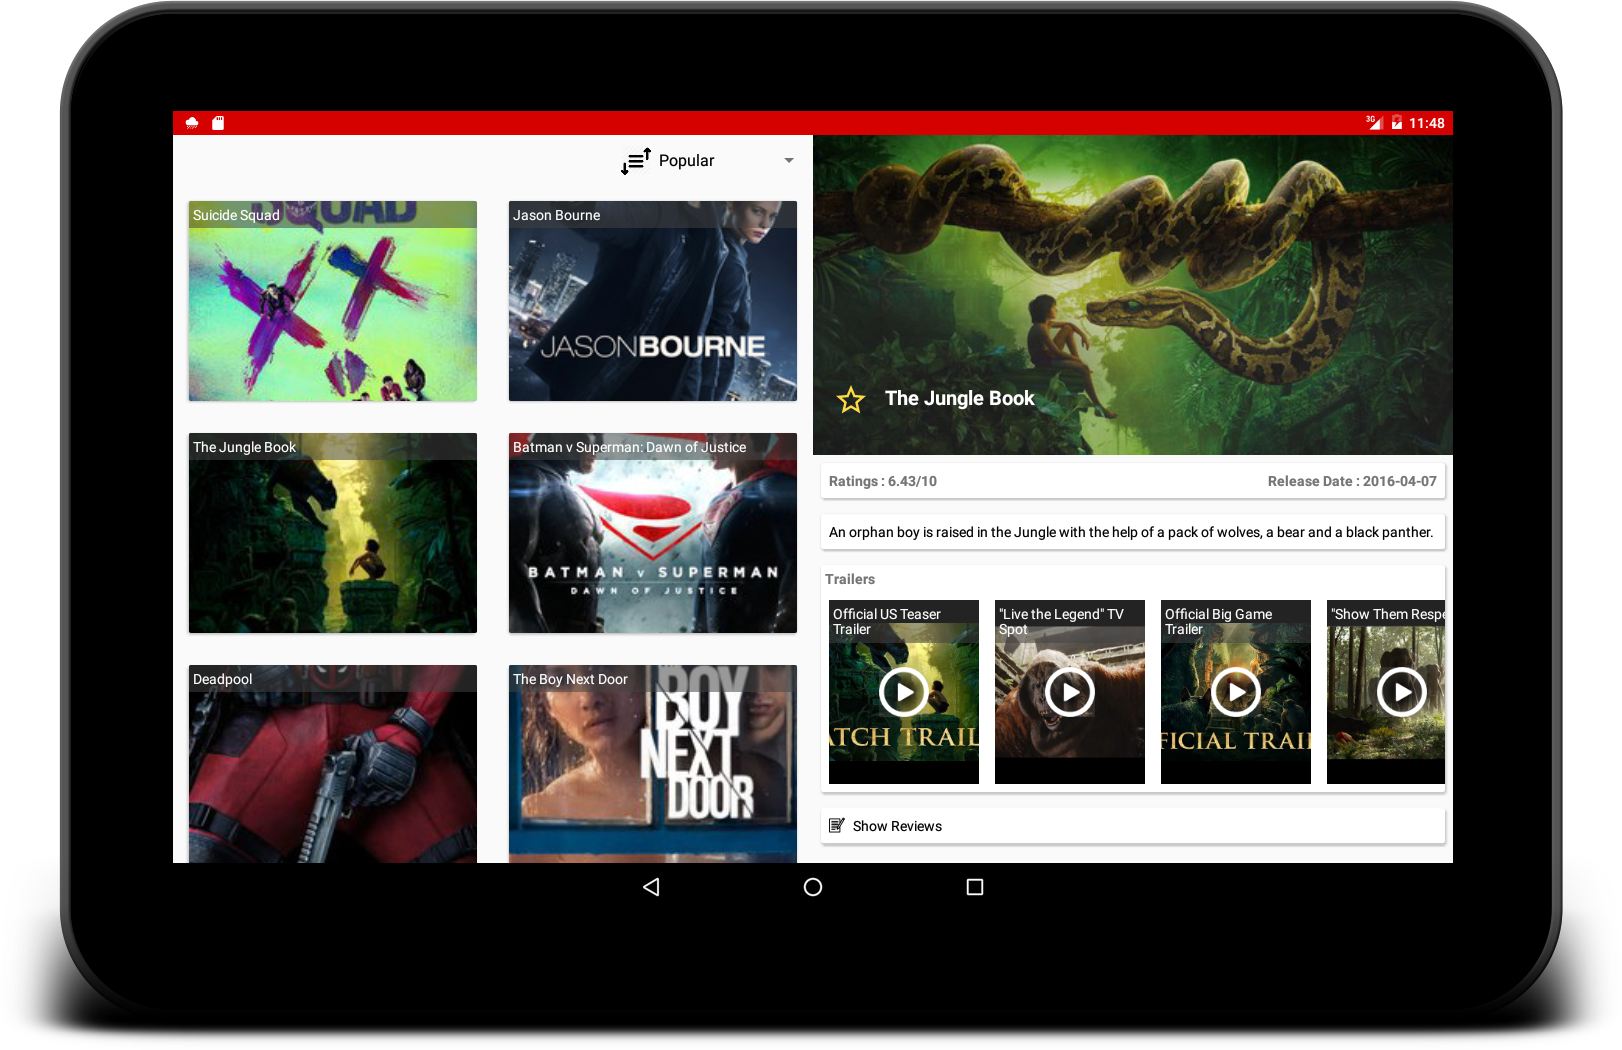 3G
11:48
Popular
SQUAD
Suicide Squad
Jason Bourne
JASONBOURNE
The Jungle Book
Batman v Superman: Dawn of Justice
BATMAN v SUPERMAN
DAWN OF JUSTICE
Deadpool
The Boy Next Door
BOY
NEXT
DOOR
The Jungle Book
Ratings : 6.43/10
Release Date : 2016-04-07
An orphan boy is raised in the Jungle with the help of a pack of wolves, a bear and a black panther.
Trailers
Official US Teaser
Trailer
ATCH TRAIL
"Live the Legend" TV
Spot
Official Big Game
Trailer
FICIAL TRAI
"Show Them Respe
Show Reviews